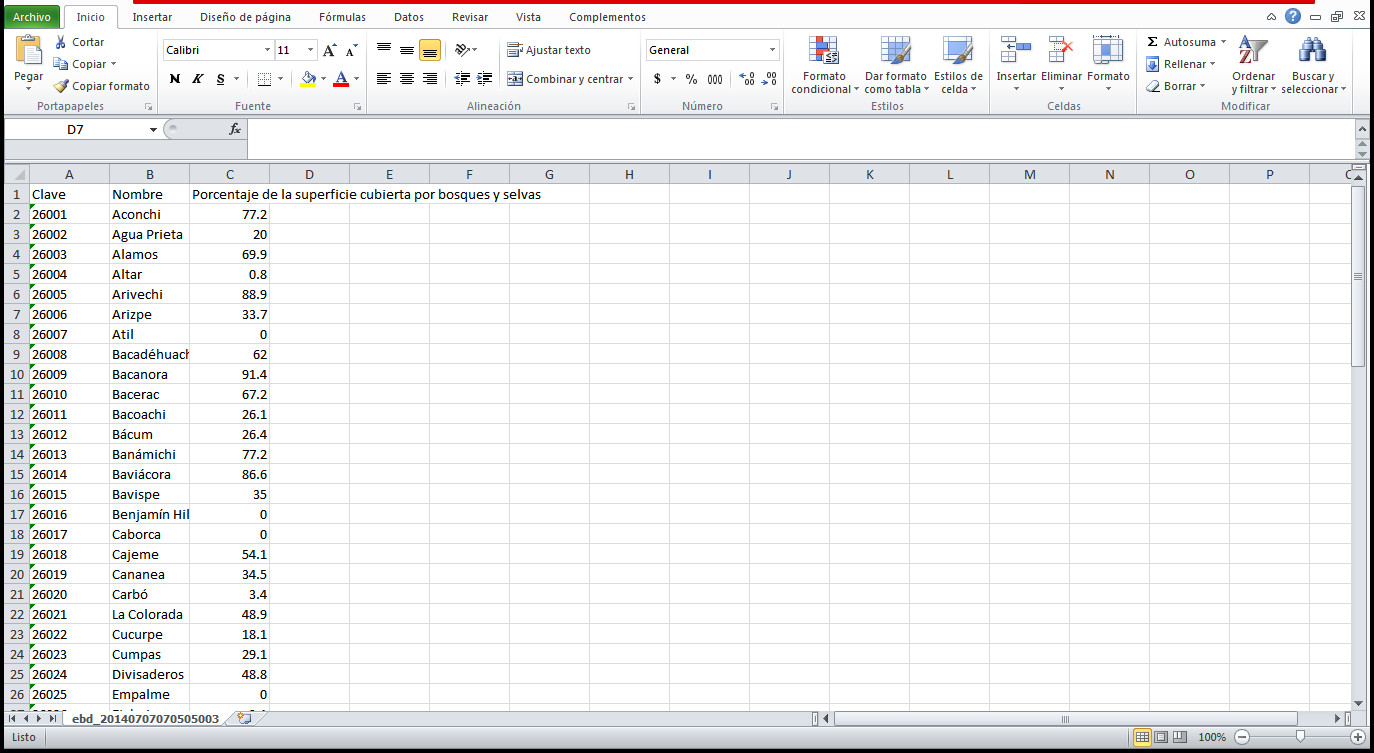 Archivo Inicio Insertar Diseño de página Fórmulas Datos Revisar Vista Complementos
Pegar
Cortar
Copiar
Copiar formato
Portapapeles
Calibri 11 A A
N K S A
Fuente
Ajustar texto
Combinar y centrar
Alineación
General
$ % 000
Número
Formato condicional
Dar formato como tabla
Estilos de celda
Estilos
Insertar Eliminar Formato
Celdas
Σ Autosuma
Rellenar
Borrar
Ordenar y filtrar
Buscar y seleccionar
Modificar
D7 fx
A B C D E F G H I J K L M N O P
1 Clave Nombre Porcentaje de la superficie cubierta por bosques y selvas
2 26001 Aconchi 77.2
3 26002 Agua Prieta 20
4 26003 Alamos 69.9
5 26004 Altar 0.8
6 26005 Arivechi 88.9
7 26006 Arizpe 33.7
8 26007 Atil 0
9 26008 Bacadéhuach 62
10 26009 Bacanora 91.4
11 26010 Bacerac 67.2
12 26011 Bacoachi 26.1
13 26012 Bácum 26.4
14 26013 Banámichi 77.2
15 26014 Baviácora 86.6
16 26015 Bavispe 35
17 26016 Benjamín Hil 0
18 26017 Caborca 0
19 26018 Cajeme 54.1
20 26019 Cananea 34.5
21 26020 Carbó 3.4
22 26021 La Colorada 48.9
23 26022 Cucurpe 18.1
24 26023 Cumpas 29.1
25 26024 Divisaderos 48.8
26 26025 Empalme 0
ebd_20140707070505003
Listo 100%